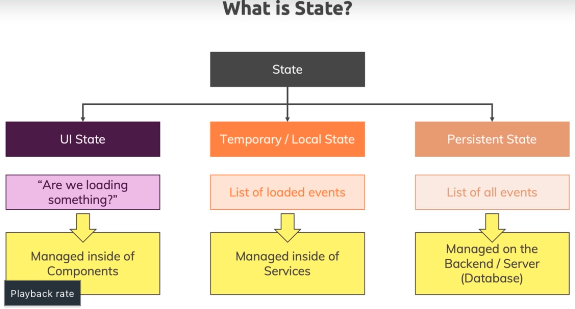 What is State?
State
UI State
Temporary / Local State
Persistent State
“Are we loading
something?”
List of loaded events
List of all events
Managed inside of
Components
Managed inside of
Services
Managed on the
Backend / Server
(Database)
Playback rate